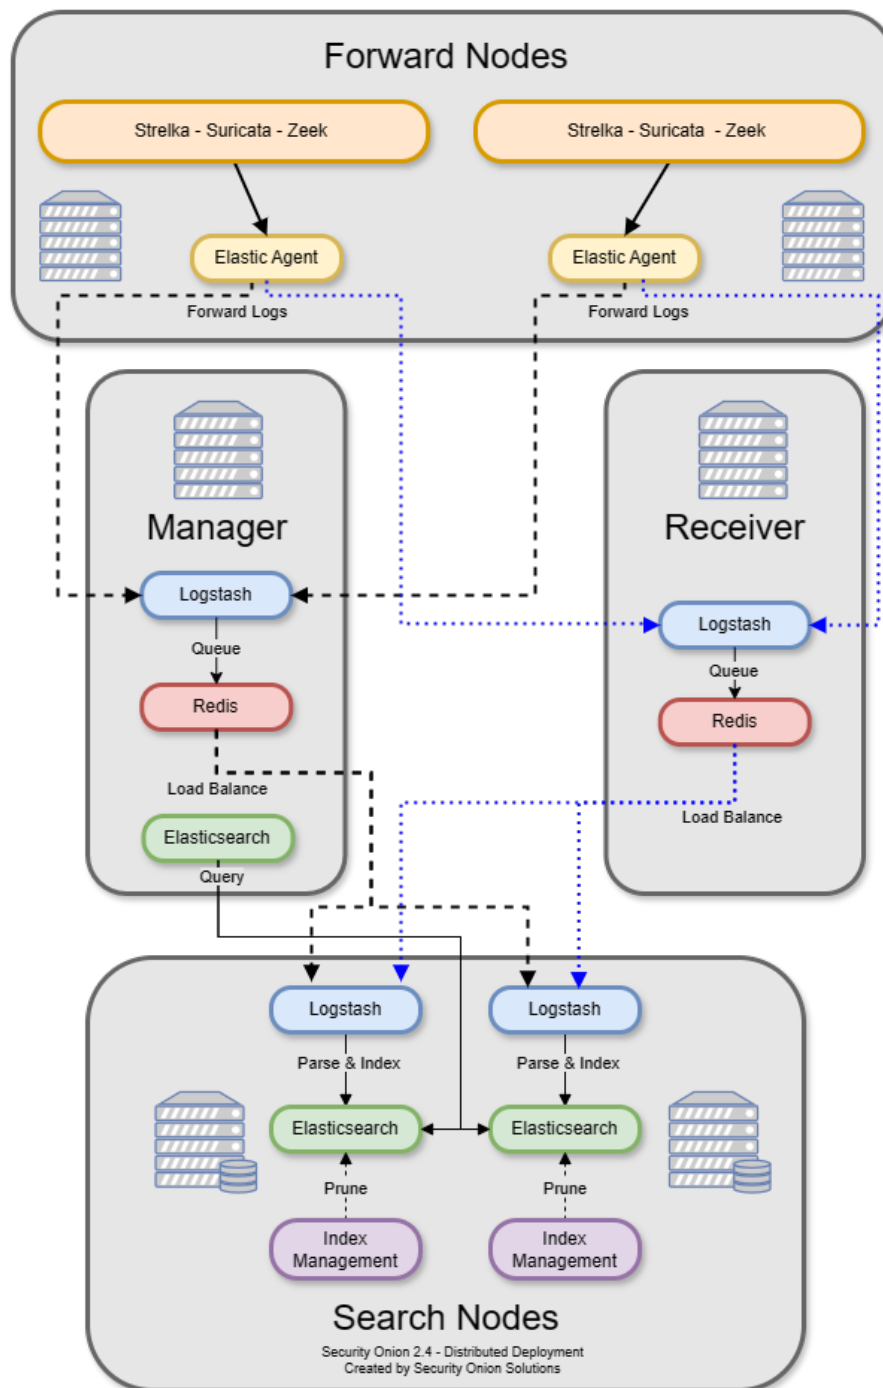 Forward Nodes
Strelka - Suricata - Zeek
Strelka - Suricata - Zeek
Elastic Agent
Elastic Agent
Forward Logs
Forward Logs
Manager
Receiver
Logstash
Logstash
Queue
Queue
Redis
Redis
Load Balance
Load Balance
Elasticsearch
Query
Logstash
Logstash
Parse & Index
Parse & Index
Elasticsearch
Elasticsearch
Prune
Prune
Index
Management
Index
Management
Search Nodes
Security Onion 2.4 - Distributed Deployment
Created by Security Onion Solutions